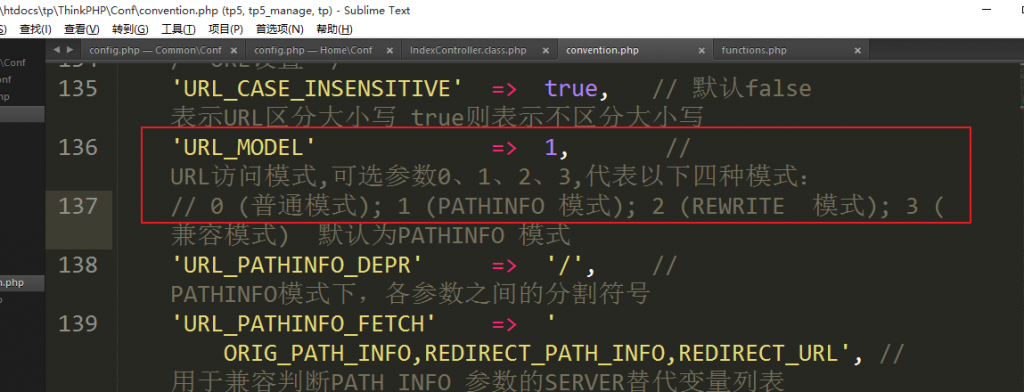 \htdocs\tp\ThinkPHP\Conf\convention.php (tp5, tp5_manage, tp) - Sublime Text
查找(I) 查看(V) 转到(G) 工具(T) 项目(P) 首选项(N) 帮助(H)
config.php — Common\Conf × config.php — Home\Conf × IndexController.class.php × convention.php × functions.php ×
135 'URL_CASE_INSENSITIVE' => true, // 默认false
表示URL区分大小写 true则表示不区分大小写
136 'URL_MODEL' => 1, //
URL访问模式,可选参数0、1、2、3,代表以下四种模式：
137 // 0 (普通模式); 1 (PATHINFO 模式); 2 (REWRITE 模式); 3 (
兼容模式) 默认为PATHINFO 模式
138 'URL_PATHINFO_DEPR' => '/', //
PATHINFO模式下，各参数之间的分割符号
139 'URL_PATHINFO_FETCH' => '
ORIG_PATH_INFO,REDIRECT_PATH_INFO,REDIRECT_URL', //
用于兼容判断PATH_INFO 参数的SERVER替代变量列表